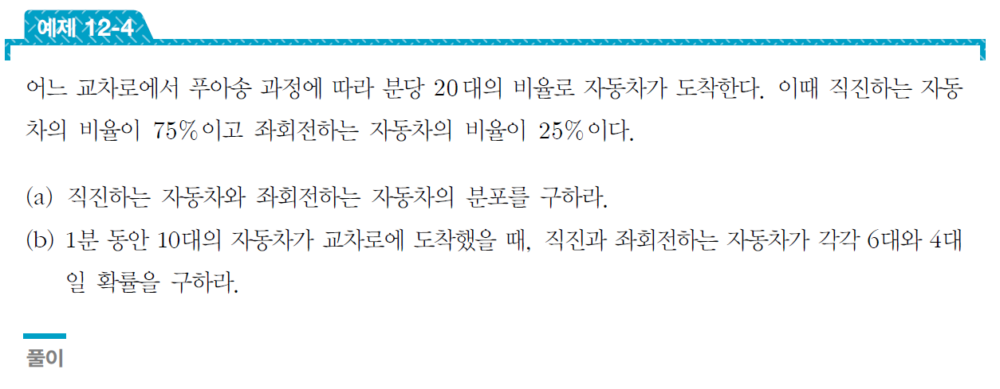 예제 12-4
어느 교차로에서 푸아송 과정에 따라 분당 20대의 비율로 자동차가 도착한다. 이때 직진하는 자동
차의 비율이 75%이고 좌회전하는 자동차의 비율이 25%이다.
(a) 직진하는 자동차와 좌회전하는 자동차의 분포를 구하라.
(b) 1분 동안 10대의 자동차가 교차로에 도착했을 때, 직진과 좌회전하는 자동차가 각각 6대와 4대
일 확률을 구하라.
풀이